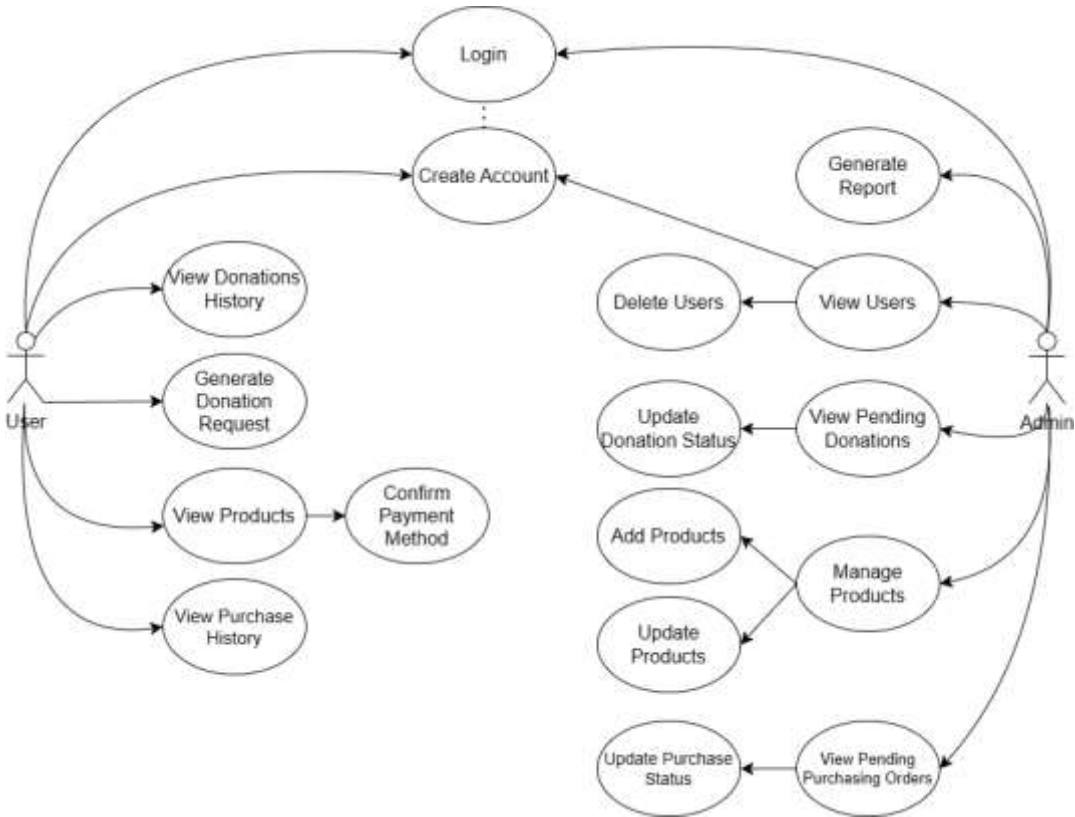 Login
Create Account
Generate
Report
View Donations
History
Delete Users
View Users
User
Admin
Generate
Donation
Request
Update
Donation Status
View Pending
Donations
View Products
Confirm
Payment
Method
Add Products
Manage
Products
View Purchase
History
Update
Products
Update Purchase
Status
View Pending
Purchasing Orders